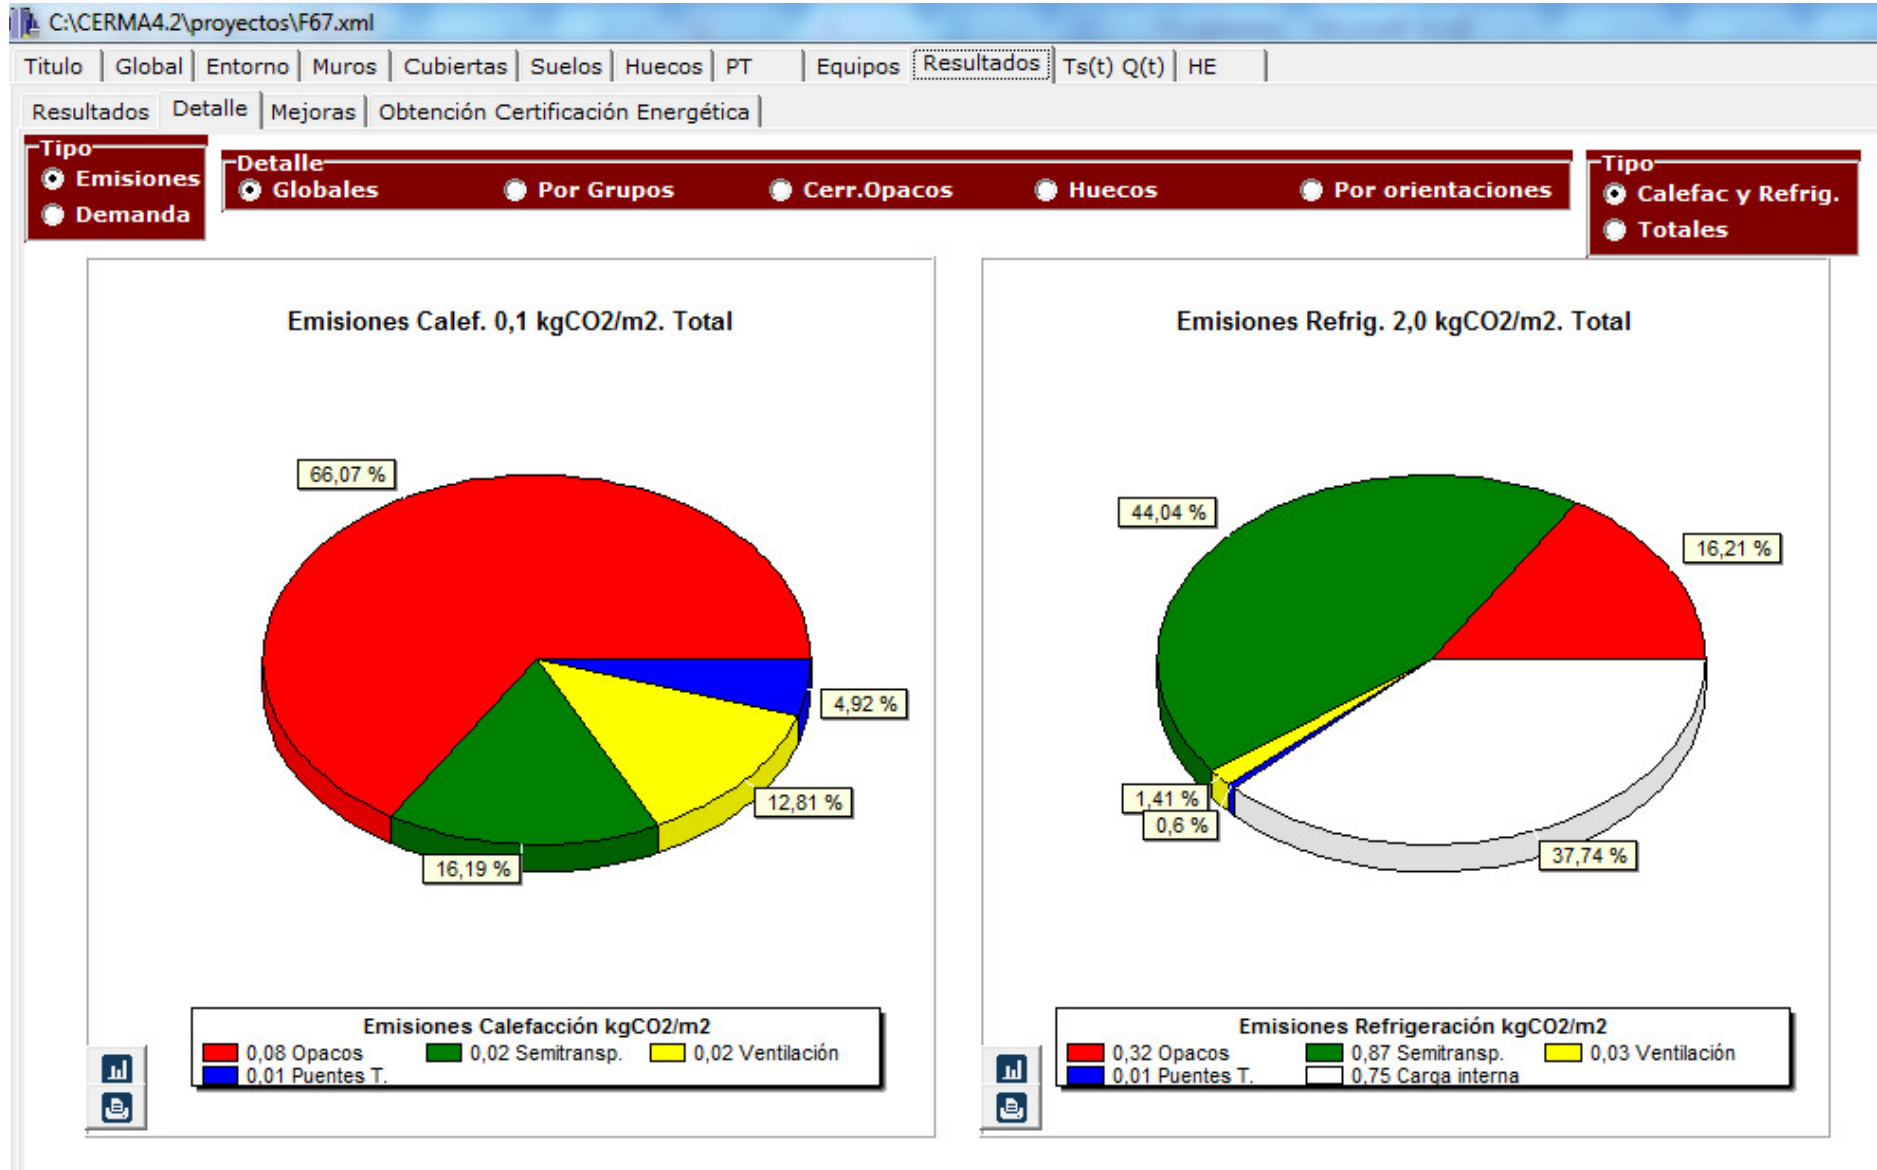 C:\CERMA4.2\proyectos\F67.xml
Titulo Global Entorno Muros Cubiertas Suelos Huecos PT Equipos Resultados Ts(t) Q(t) HE
Resultados Detalle Mejoras Obtención Certificación Energética
Tipo
Emisiones
Demanda
Detalle
Globales Por Grupos Cerr.Opacos Huecos Por orientaciones
Tipo
Calefac y Refrig.
Totales
Emisiones Calef. 0,1 kgCO2/m2. Total
66,07 %
4,92 %
12,81 %
16,19 %
Emisiones Calefacción kgCO2/m2
0,08 Opacos 0,02 Semitransp. 0,02 Ventilación
0,01 Puentes T.
Emisiones Refrig. 2,0 kgCO2/m2. Total
44,04 %
16,21 %
1,41 %
0,6 %
37,74 %
Emisiones Refrigeración kgCO2/m2
0,32 Opacos 0,87 Semitransp. 0,03 Ventilación
0,01 Puentes T. 0,75 Carga interna